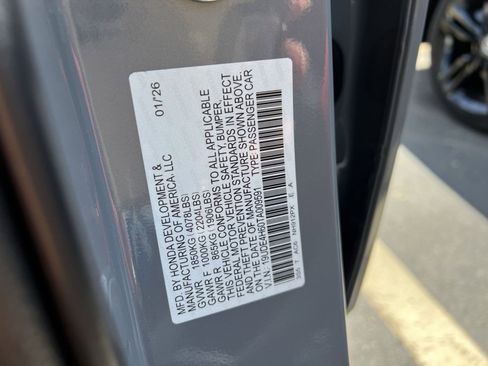 MFD. BY HONDA DEVELOPMENT & 01/26
MANUFACTURING OF AMERICA, LLC
GVWR 1850KG( 4078LBS)
GAWR F 1000KG( 2204LBS)
GAWR R 865KG( 1906LBS)
THIS VEHICLE CONFORMS TO ALL APPLICABLE
FEDERAL MOTOR VEHICLE SAFETY, BUMPER,
AND THEFT PREVENTION STANDARDS IN EFFECT
ON THE DATE OF MANUFACTURE SHOWN ABOVE.
V.I.N.: 19UDE4H60TA009591 TYPE:PASSENGER CAR
E A